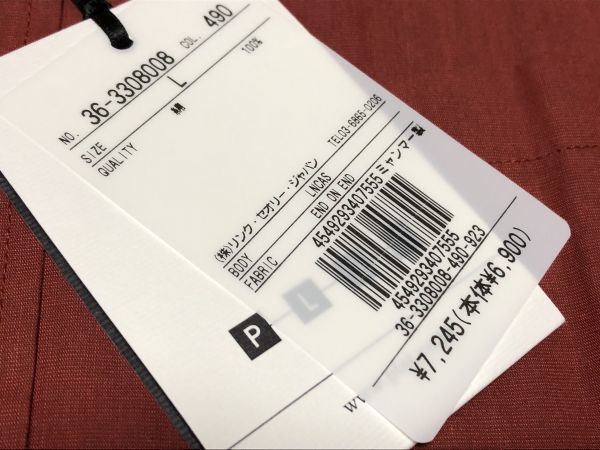 NO. 36-3308008 COL. 490
SIZE L
QUALITY 綿 100%
(株)リンク・セオリー・ジャパン TEL03-6865-0206
BODY LNCAS
FABRIC END ON END
4549293407555 ミャンマー製
4549293407555
36-3308008-490-923
¥7,245(本体¥6,900)
P L